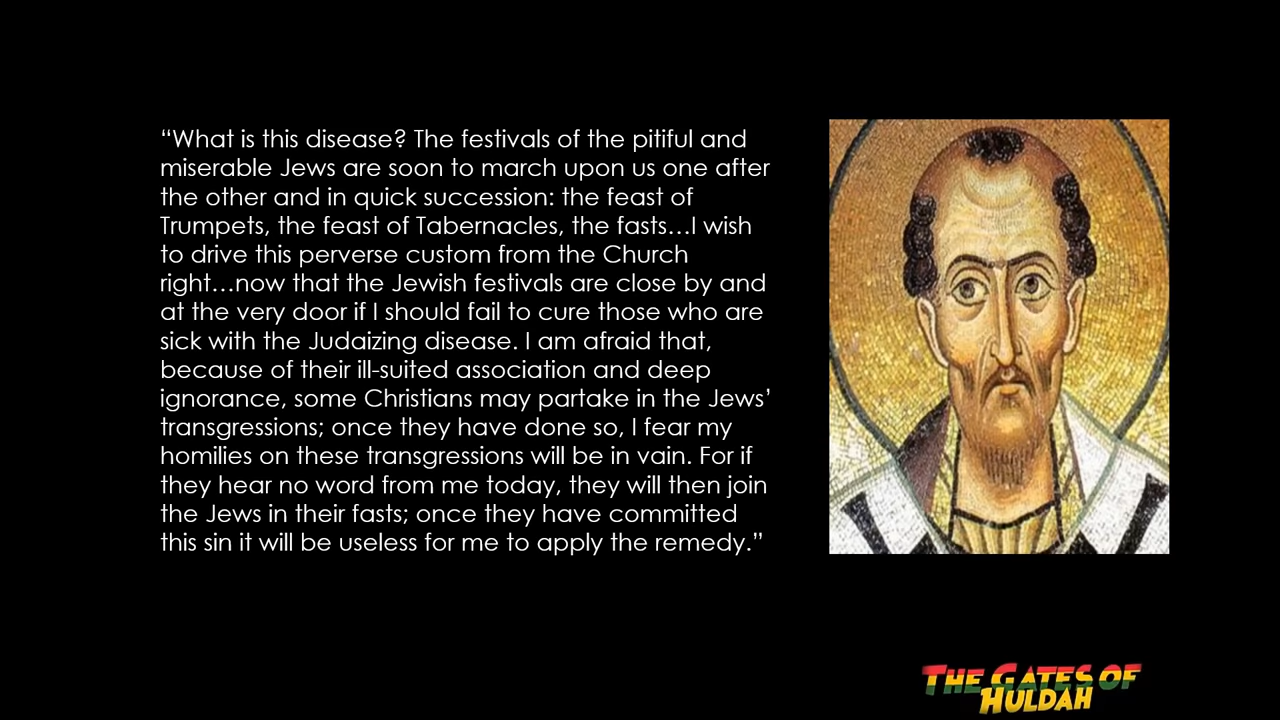 “What is this disease? The festivals of the pitiful and
miserable Jews are soon to march upon us one after
the other and in quick succession: the feast of
Trumpets, the feast of Tabernacles, the fasts…I wish
to drive this perverse custom from the Church
right…now that the Jewish festivals are close by and
at the very door if I should fail to cure those who are
sick with the Judaizing disease. I am afraid that,
because of their ill-suited association and deep
ignorance, some Christians may partake in the Jews’
transgressions; once they have done so, I fear my
homilies on these transgressions will be in vain. For if
they hear no word from me today, they will then join
the Jews in their fasts; once they have committed
this sin it will be useless for me to apply the remedy.”
THE GATES OF
HULDAH